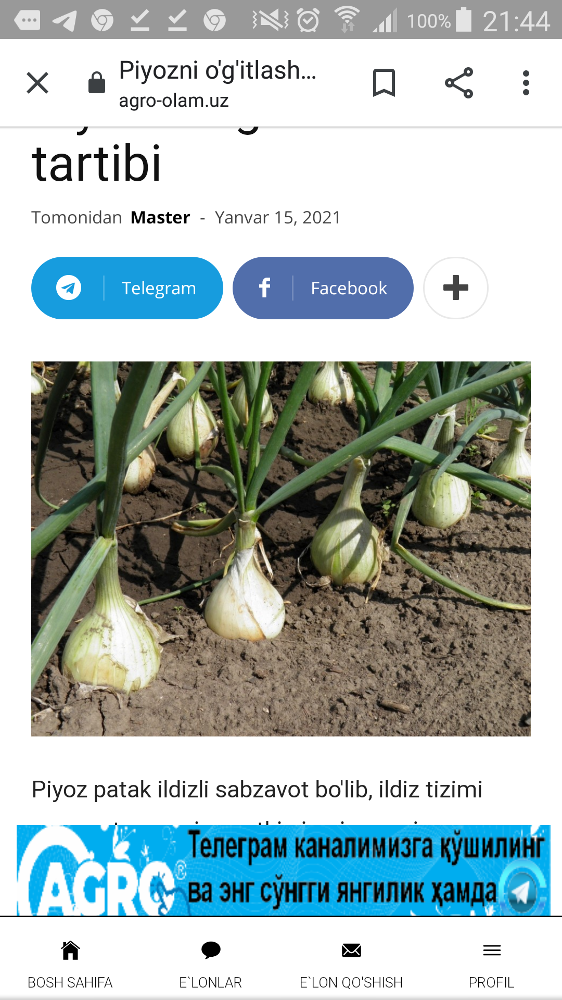 100% 21:44
Piyozni o'g'itlash...
agro-olam.uz
tartibi
Tomonidan Master - Yanvar 15, 2021
Telegram
Facebook
Piyoz patak ildizli sabzavot bo'lib, ildiz tizimi
Телеграм каналимизга қўшилинг
AGRO®
ва энг сўнгги янгилик ҳамда
BOSH SAHIFA
E`LONLAR
E`LON QO'SHISH
PROFIL